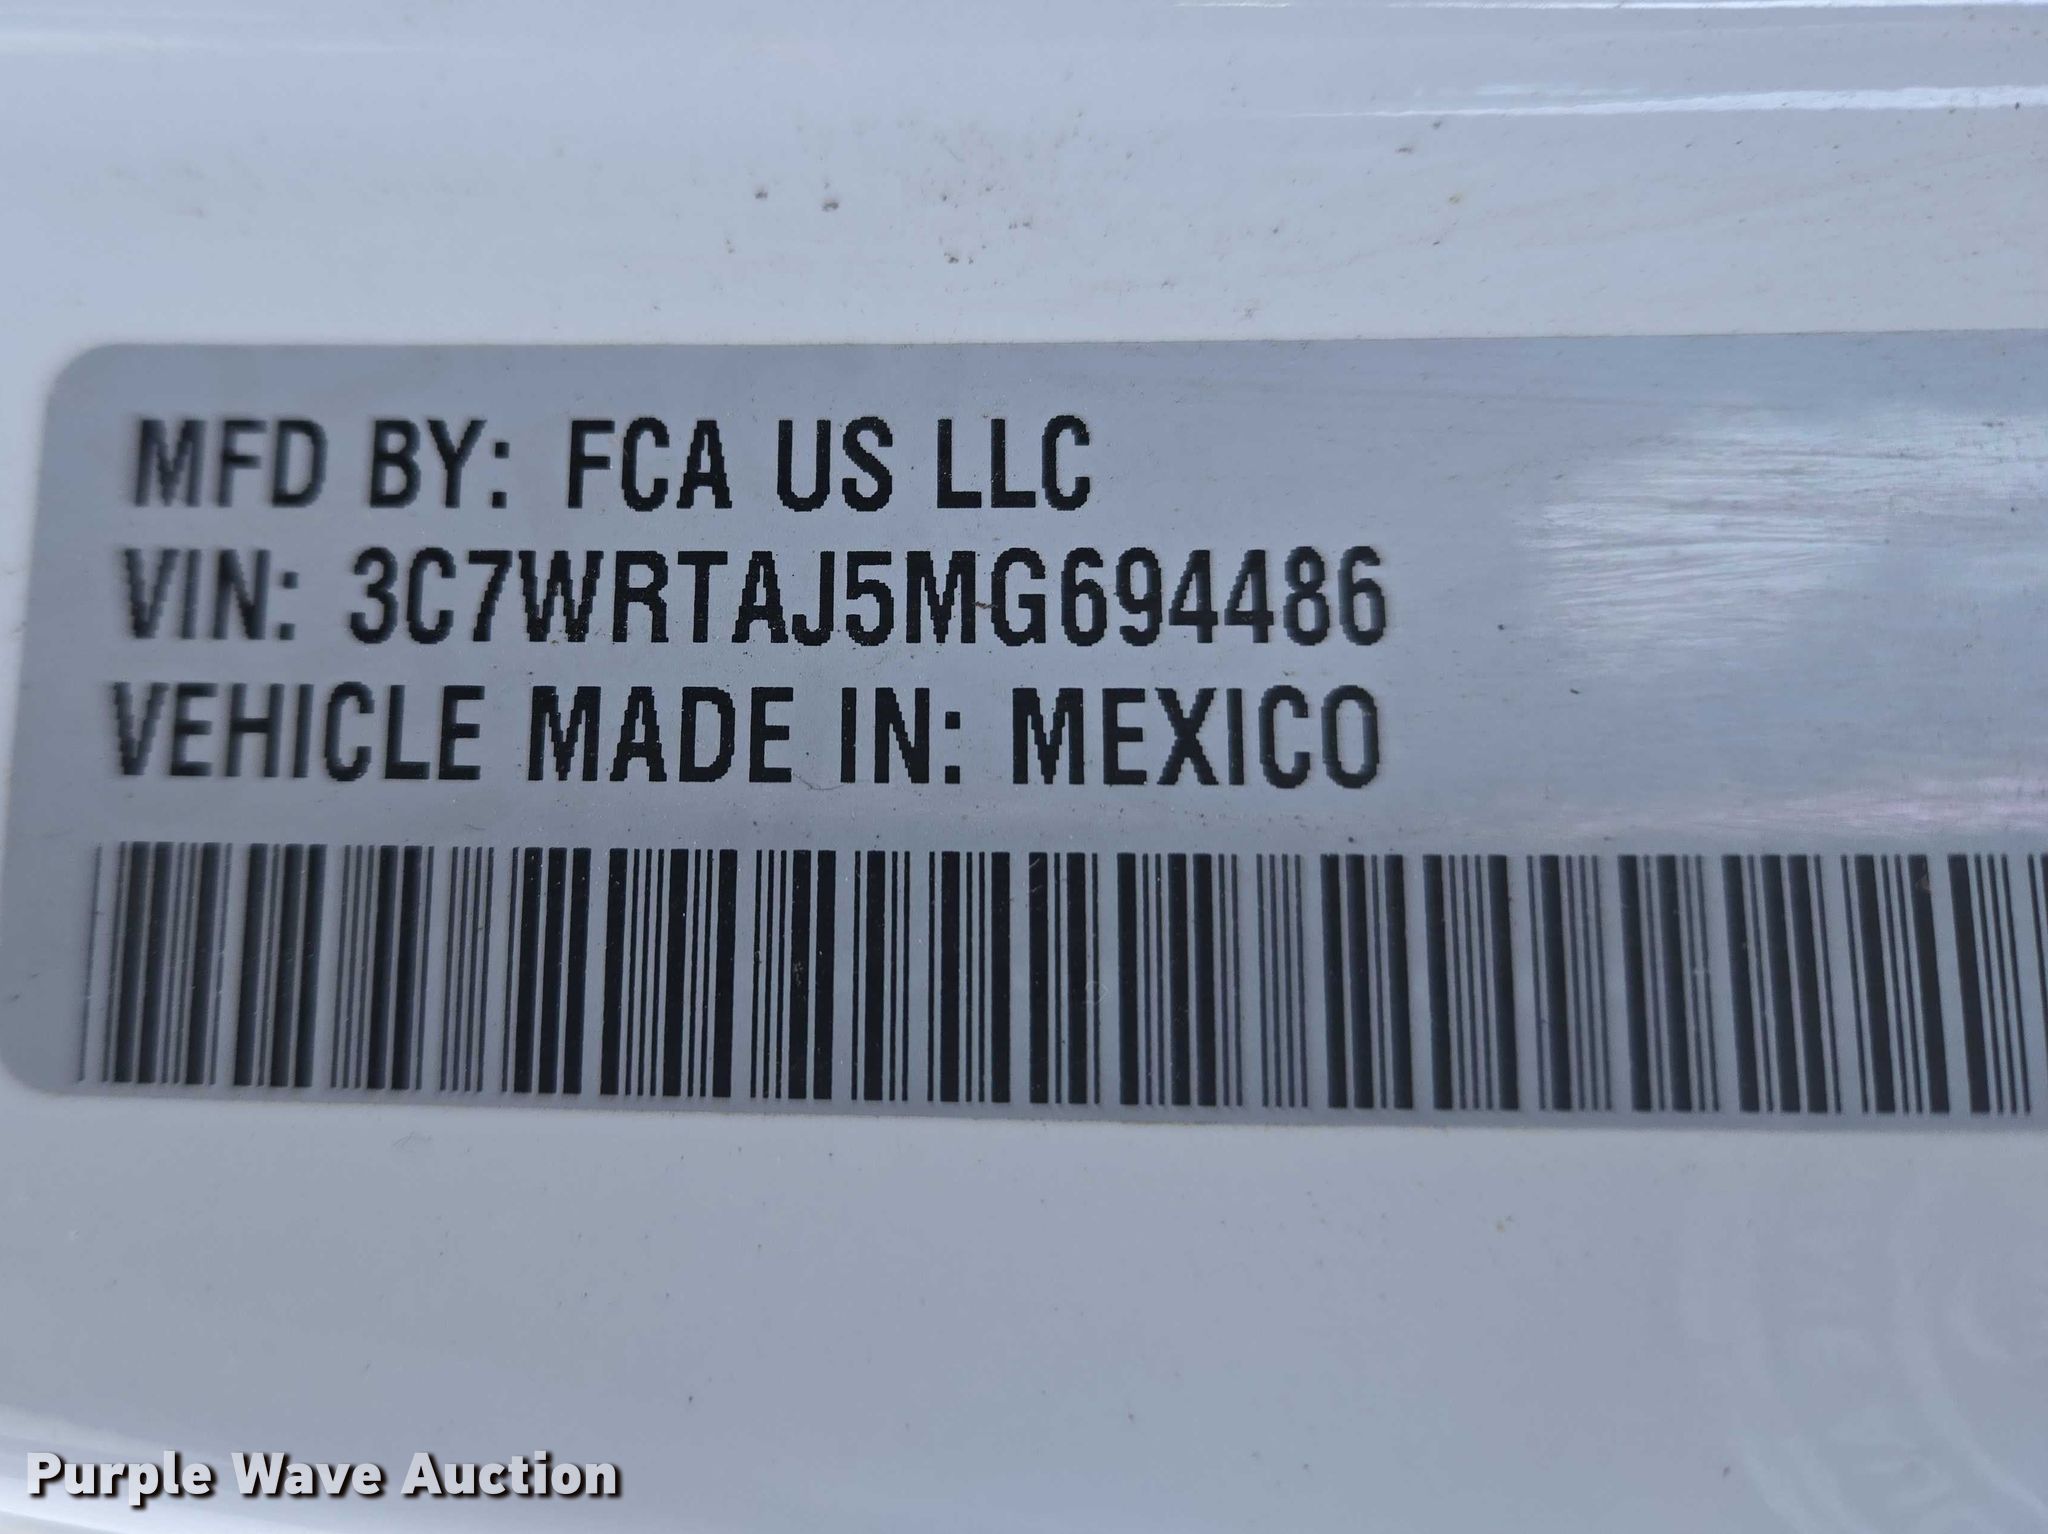 MFD BY: FCA US LLC
VIN: 3C7WRTAJ5MG694486
VEHICLE MADE IN: MEXICO
Purple Wave Auction